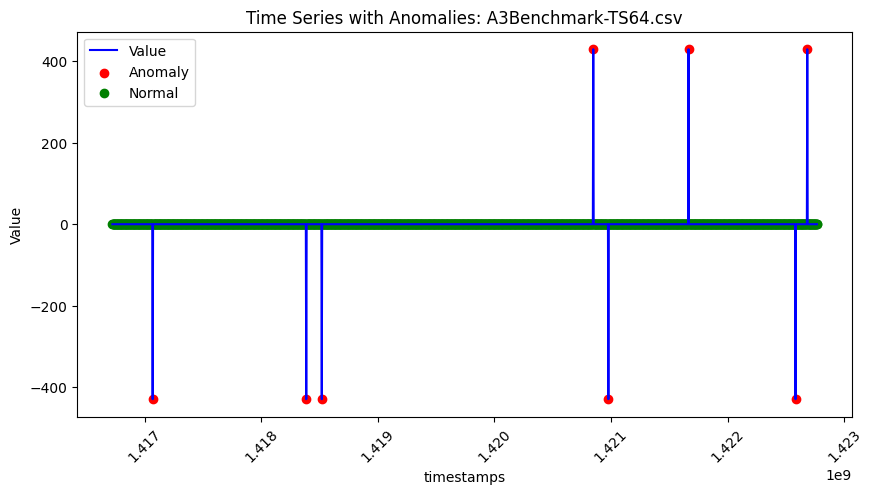 Time Series with Anomalies: A3Benchmark-TS64.csv
Value
Anomaly
Normal
400
200
0
−200
−400
Value
1.417
1.418
1.419
1.420
1.421
1.422
1.423
1e9
timestamps